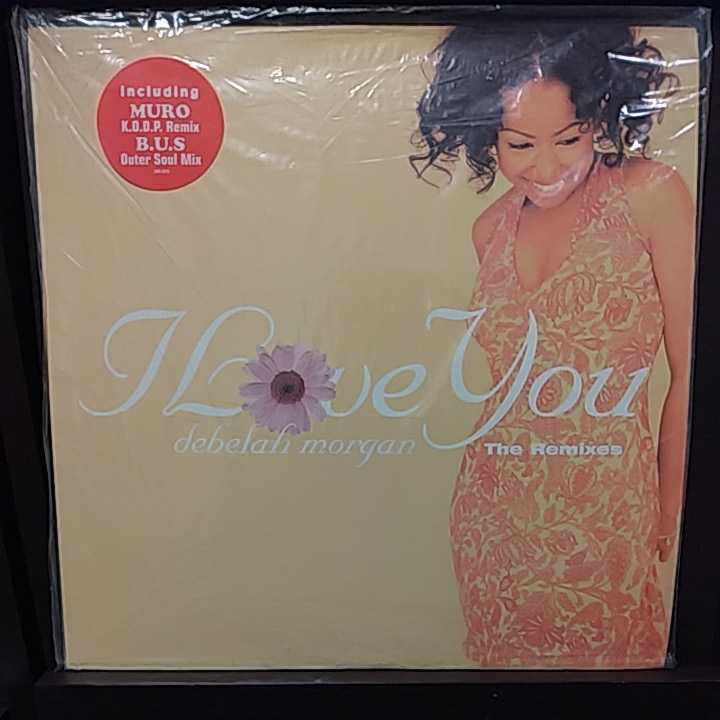 including
MURO
K.O.D.P. Remix
B.U.S
Outer Soul Mix
I Love You
debelah morgan
The Remixes